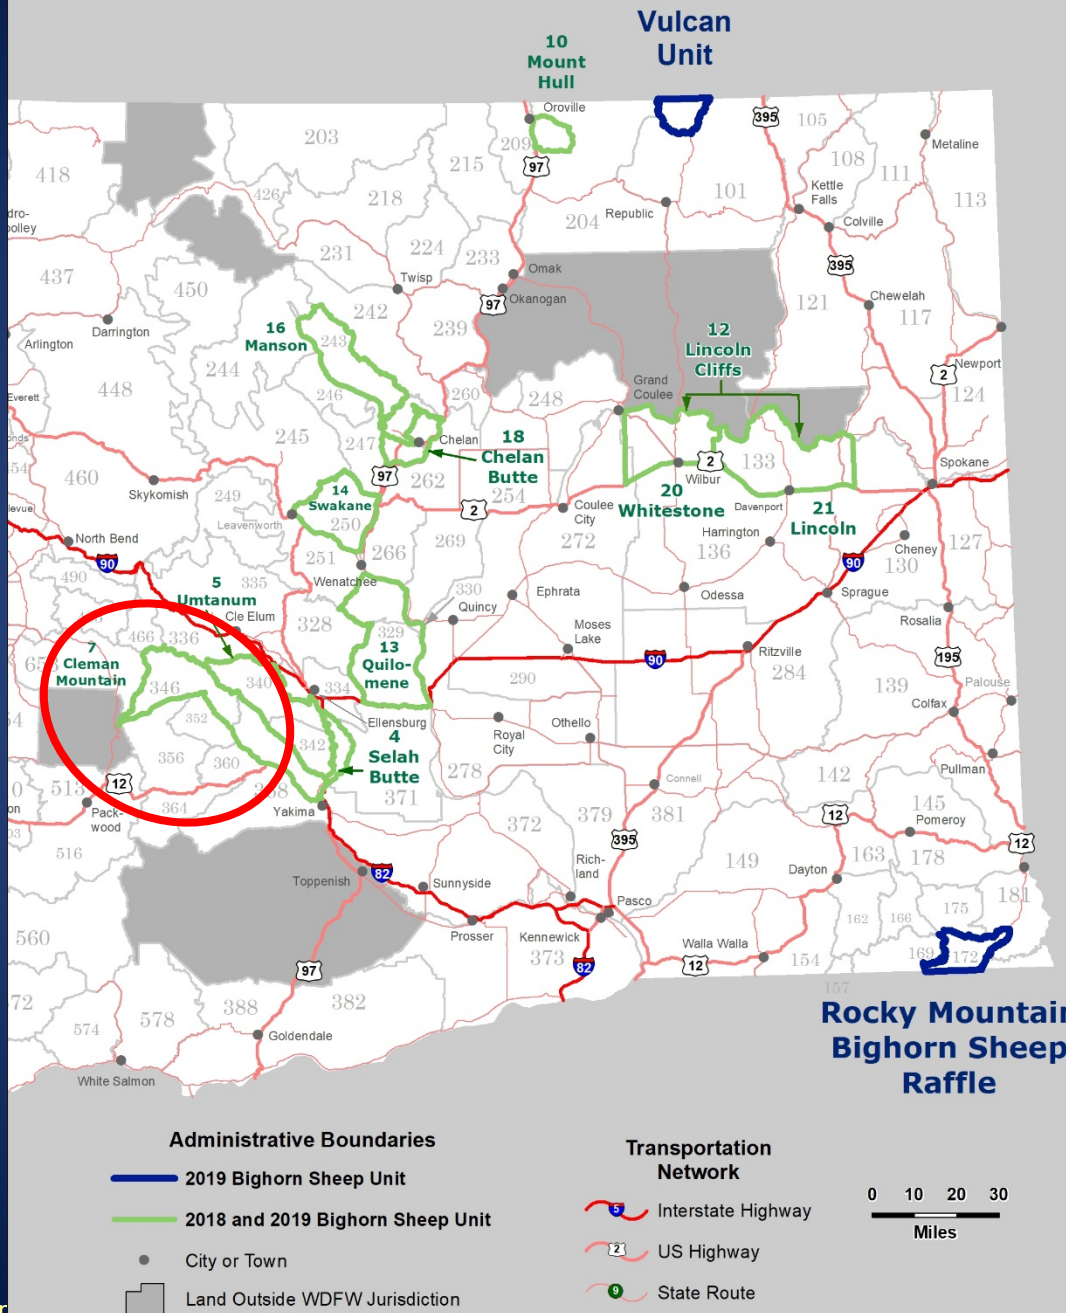 Vulcan
Unit
10
Mount
Hull
Oroville
395
105
203
209
215
97
108
Metaline
418
111
426
218
101
Kettle
Falls
113
204
Republic
Colville
dro-
olley
231
224
233
395
437
450
Twisp
Omak
97
Okanogan
121
Chewelah
242
117
16
Manson
Darrington
239
12
Lincoln
Cliffs
Arlington
243
244
Newport
2
448
246
260
248
Grand
Coulee
124
Everett
245
247
Chelan
18
Chelan
Butte
460
97
262
254
2
Wilbur
133
Spokane
Skykomish
249
14
Swakane
2
Coulee
City
20
Whitestone
Davenport
21
Lincoln
levue
Leavenworth
250
North Bend
251
266
269
272
Harrington
136
127
Cheney
130
90
90
490
5
Umtanum
335
Wenatchee
330
Ephrata
Odessa
Sprague
Quincy
Cle Elum
328
329
Rosalia
466
336
Moses
Lake
7
Cleman
Mountain
13
Quilo-
mene
90
Ritzville
195
284
346
340
334
290
139
Palouse
352
Ellensburg
Colfax
4
Selah
Butte
Royal
City
Othello
356
360
342
278
Pullman
12
513
Connell
142
371
364
Yakima
Pack-
wood
379
381
145
372
12
Pomeroy
516
395
12
149
163
178
Rich-
land
Dayton
Toppenish
82
Sunnyside
181
Pasco
175
162
166
560
Prosser
Kennewick
Walla Walla
373
82
12
154
169
172
97
157
382
388
578
574
Goldendale
White Salmon
Rocky Mountain
Bighorn Sheep
Raffle
Administrative Boundaries
2019 Bighorn Sheep Unit
2018 and 2019 Bighorn Sheep Unit
City or Town
Land Outside WDFW Jurisdiction
Transportation
Network
5
Interstate Highway
2
US Highway
9
State Route
0 10 20 30
Miles